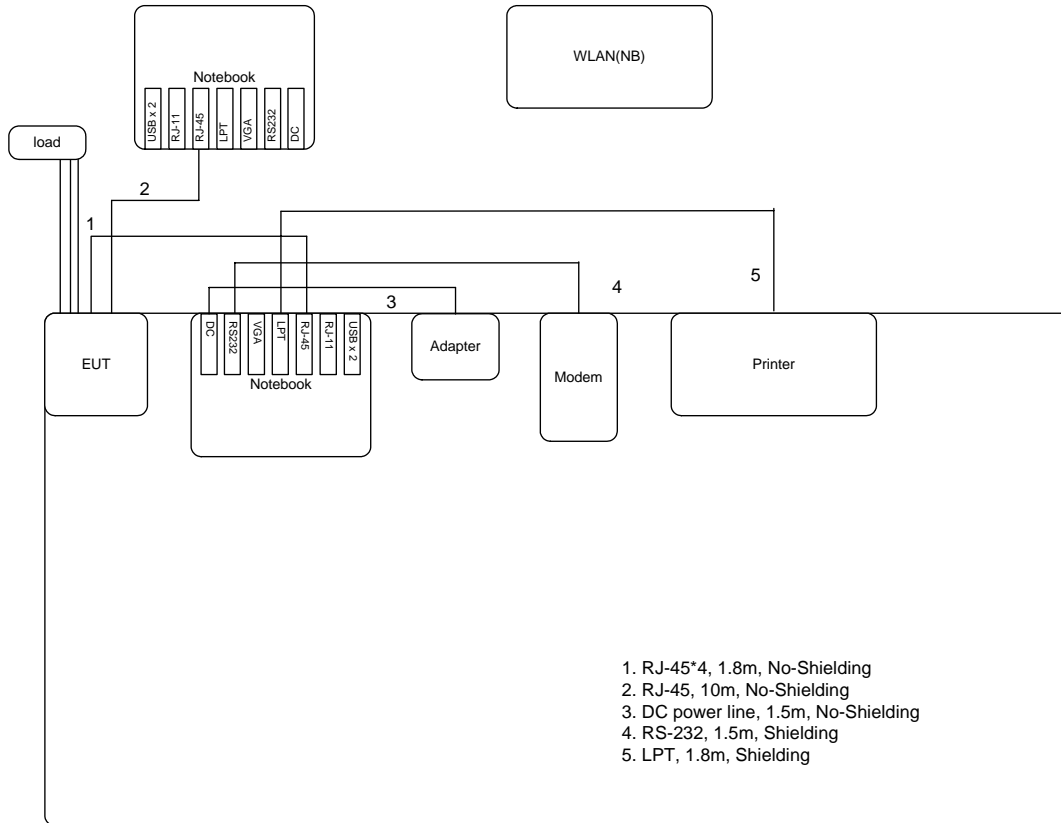 WLAN(NB)
Notebook
USB x 2
RJ-11
RJ-45
LPT
VGA
RS232
DC
load
2
1
5
4
3
EUT
DC
RS232
VGA
LPT
RJ-45
RJ-11
USB x 2
Notebook
Adapter
Modem
Printer
1. RJ-45*4, 1.8m, No-Shielding
2. RJ-45, 10m, No-Shielding
3. DC power line, 1.5m, No-Shielding
4. RS-232, 1.5m, Shielding
5. LPT, 1.8m, Shielding